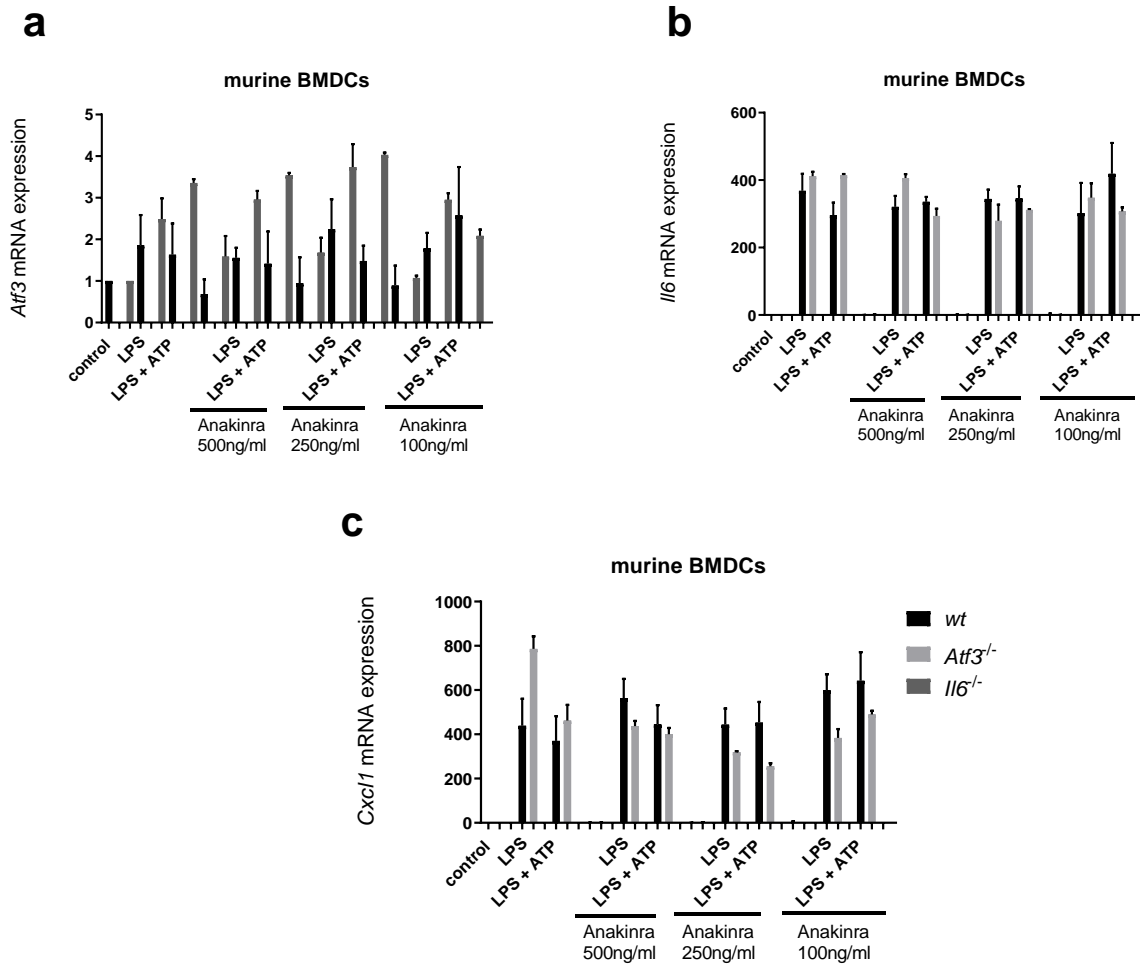 a
murine BMDCs
Atf3 mRNA expression
5
4
3
2
1
0
control
LPS
LPS + ATP
LPS
LPS + ATP
LPS
LPS + ATP
LPS
LPS + ATP
Anakinra
500ng/ml
Anakinra
250ng/ml
Anakinra
100ng/ml
b
murine BMDCs
Il6 mRNA expression
600
400
200
0
control
LPS
LPS + ATP
LPS
LPS + ATP
LPS
LPS + ATP
LPS
LPS + ATP
Anakinra
500ng/ml
Anakinra
250ng/ml
Anakinra
100ng/ml
c
murine BMDCs
Cxcl1 mRNA expression
1000
800
600
400
200
0
control
LPS
LPS + ATP
LPS
LPS + ATP
LPS
LPS + ATP
LPS
LPS + ATP
Anakinra
500ng/ml
Anakinra
250ng/ml
Anakinra
100ng/ml
wt
Atf3-/-
Il6-/-